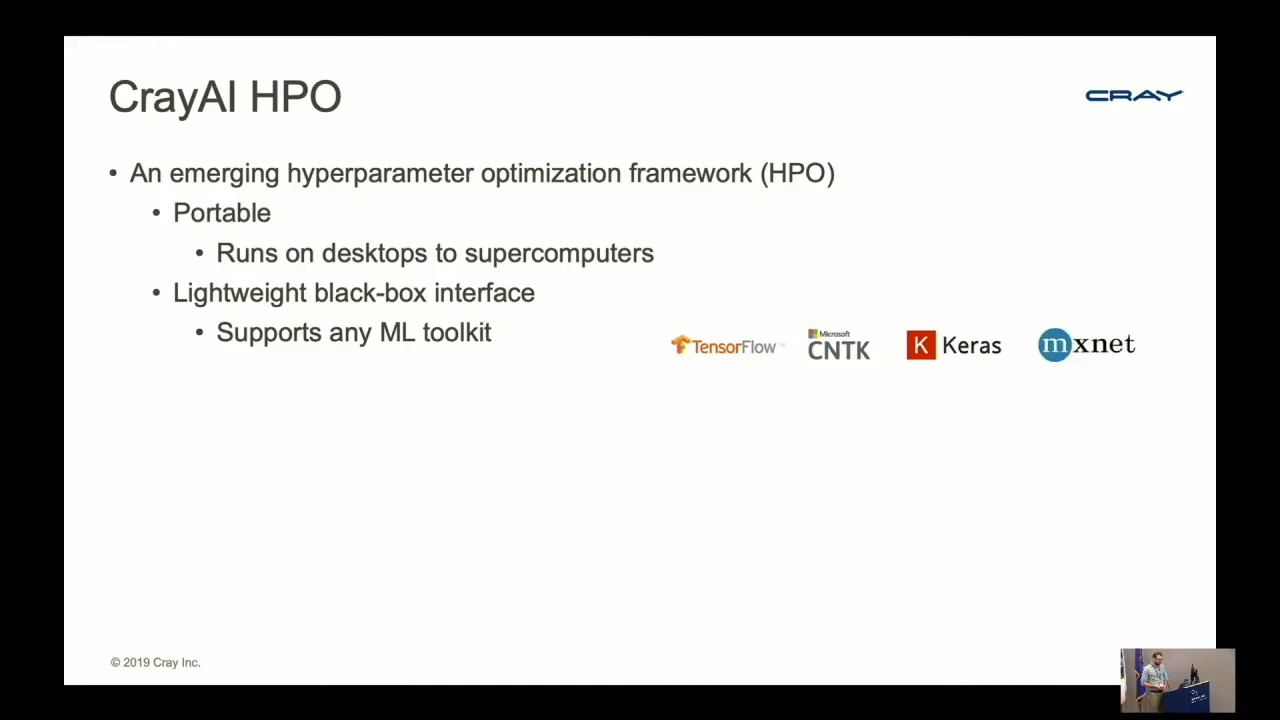 CrayAI HPO
CRAY
• An emerging hyperparameter optimization framework (HPO)
• Portable
• Runs on desktops to supercomputers
• Lightweight black-box interface
• Supports any ML toolkit
TensorFlow™
Microsoft
CNTK
K Keras
mxnet
© 2019 Cray Inc.